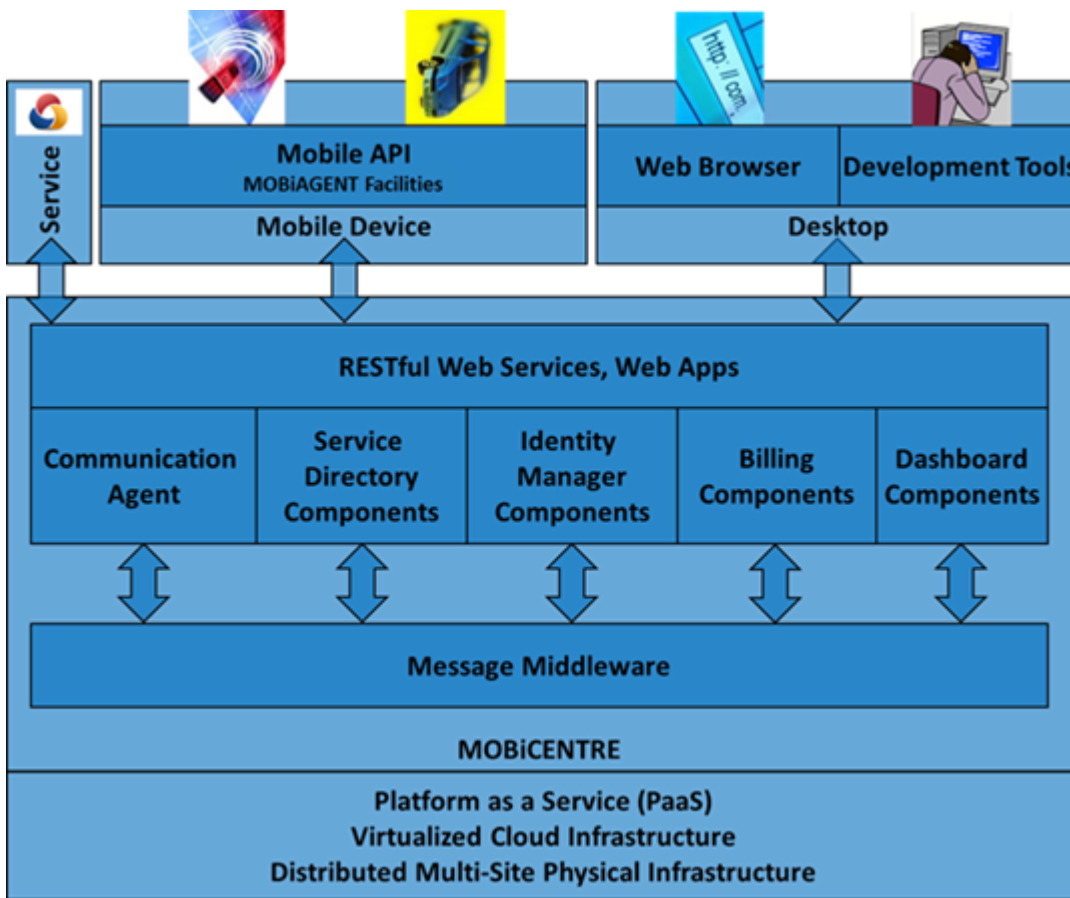 http: // com.
Service
Mobile API
MOBiAGENT Facilities
Mobile Device
Web Browser
Development Tools
Desktop
RESTful Web Services, Web Apps
Communication
Agent
Service
Directory
Components
Identity
Manager
Components
Billing
Components
Dashboard
Components
Message Middleware
MOBiCENTRE
Platform as a Service (PaaS)
Virtualized Cloud Infrastructure
Distributed Multi-Site Physical Infrastructure